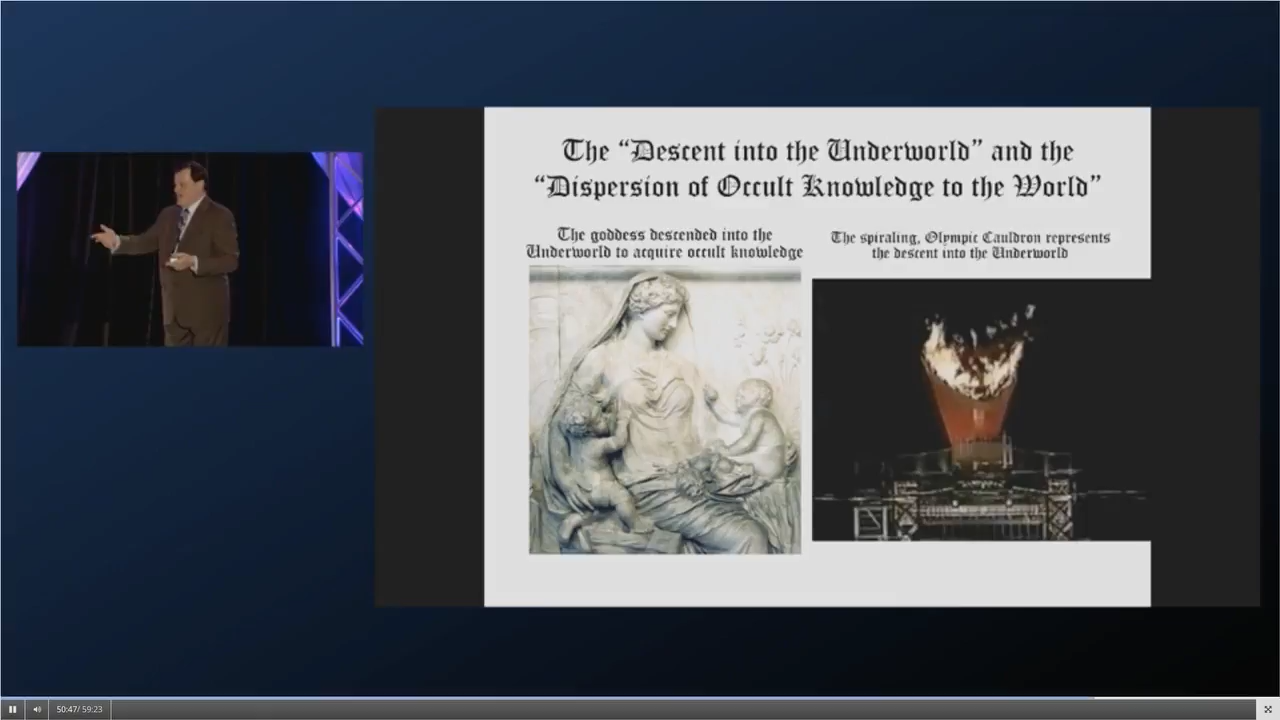 The “Descent into the Underworld” and the
“Dispersion of Occult Knowledge to the World”
The goddess descended into the
Underworld to acquire occult knowledge
The spiraling, Olympic Cauldron represents
the descent into the Underworld
50:47/ 59:23